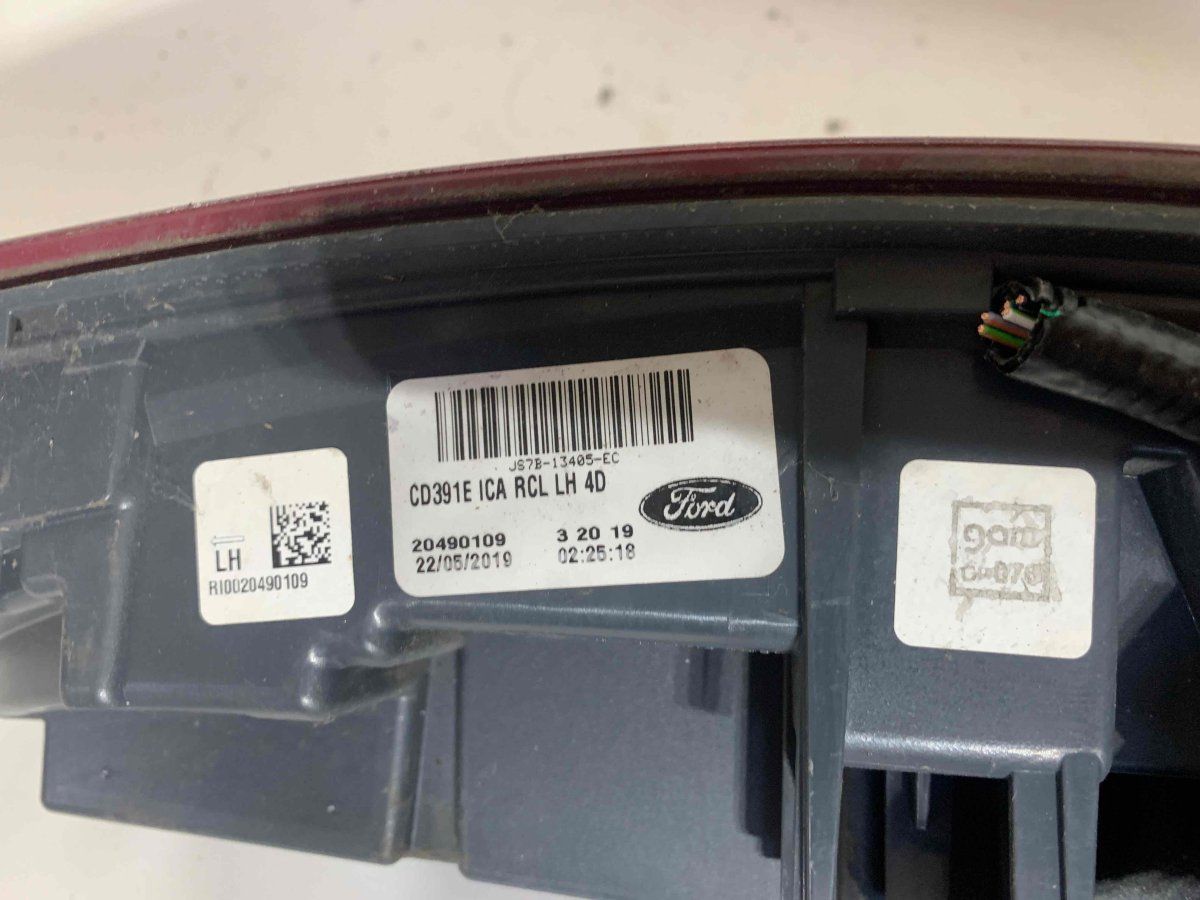 JS7B-13405-EC
CD391E ICA RCL LH 4D
Ford
20490109 3 20 19
22/05/2019 02:25:18
LH
RI0020490109